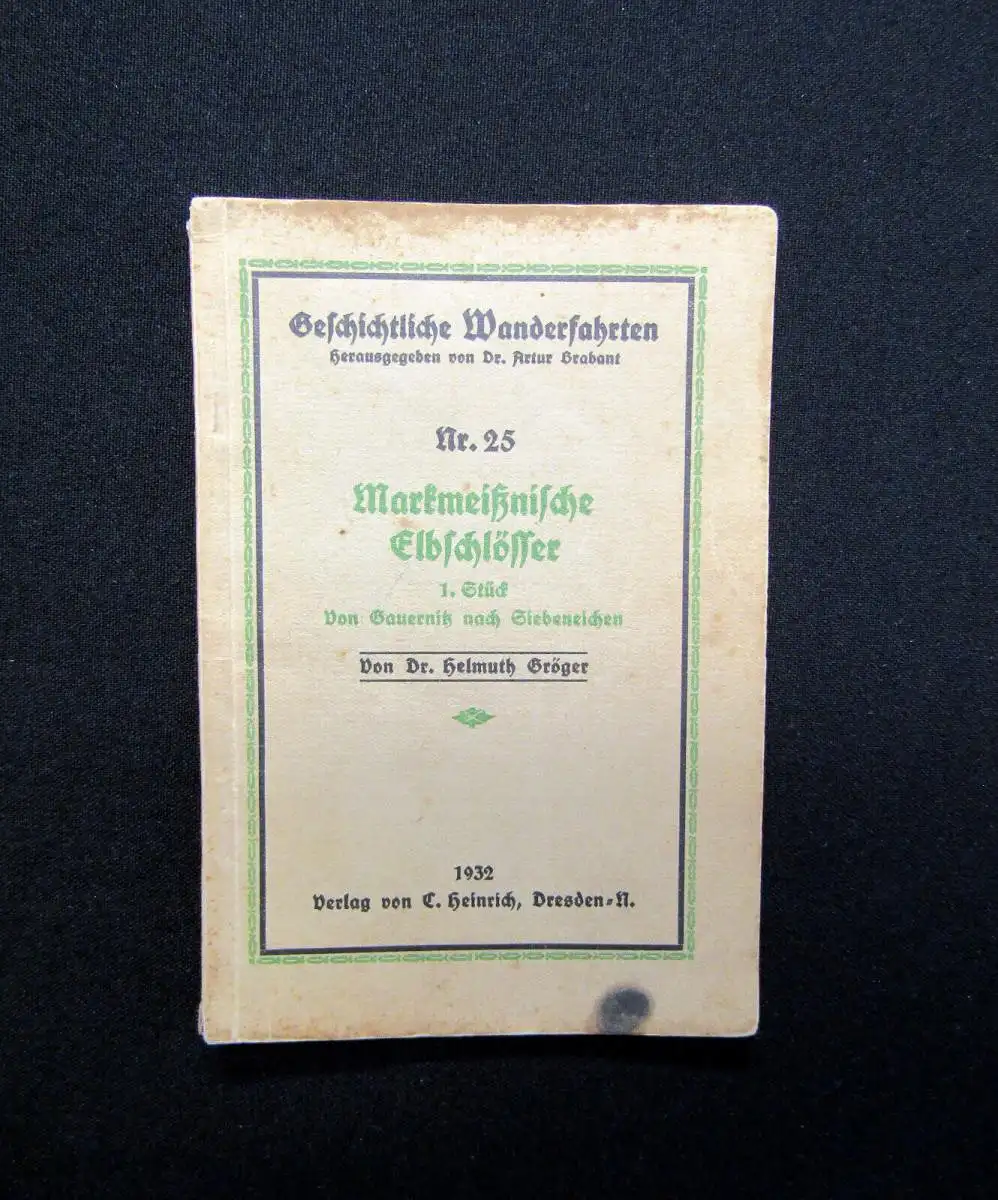 Geschichtliche Wanderfahrten
Herausgegeben von Dr. Artur Brabant
Nr. 25
Markmeißnische
Elbschlösser
1. Stück
Von Gauernitz nach Siebeneichen
Von Dr. Helmuth Gröger
1932
Verlag von C. Heinrich, Dresden-N.